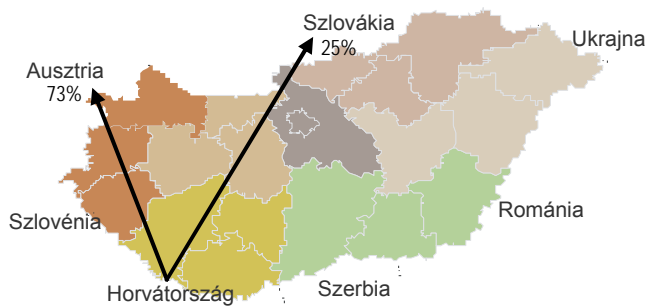 Szlovákia
25%
Ukrajna
Ausztria
73%
Szlovénia
Románia
Horvátország
Szerbia